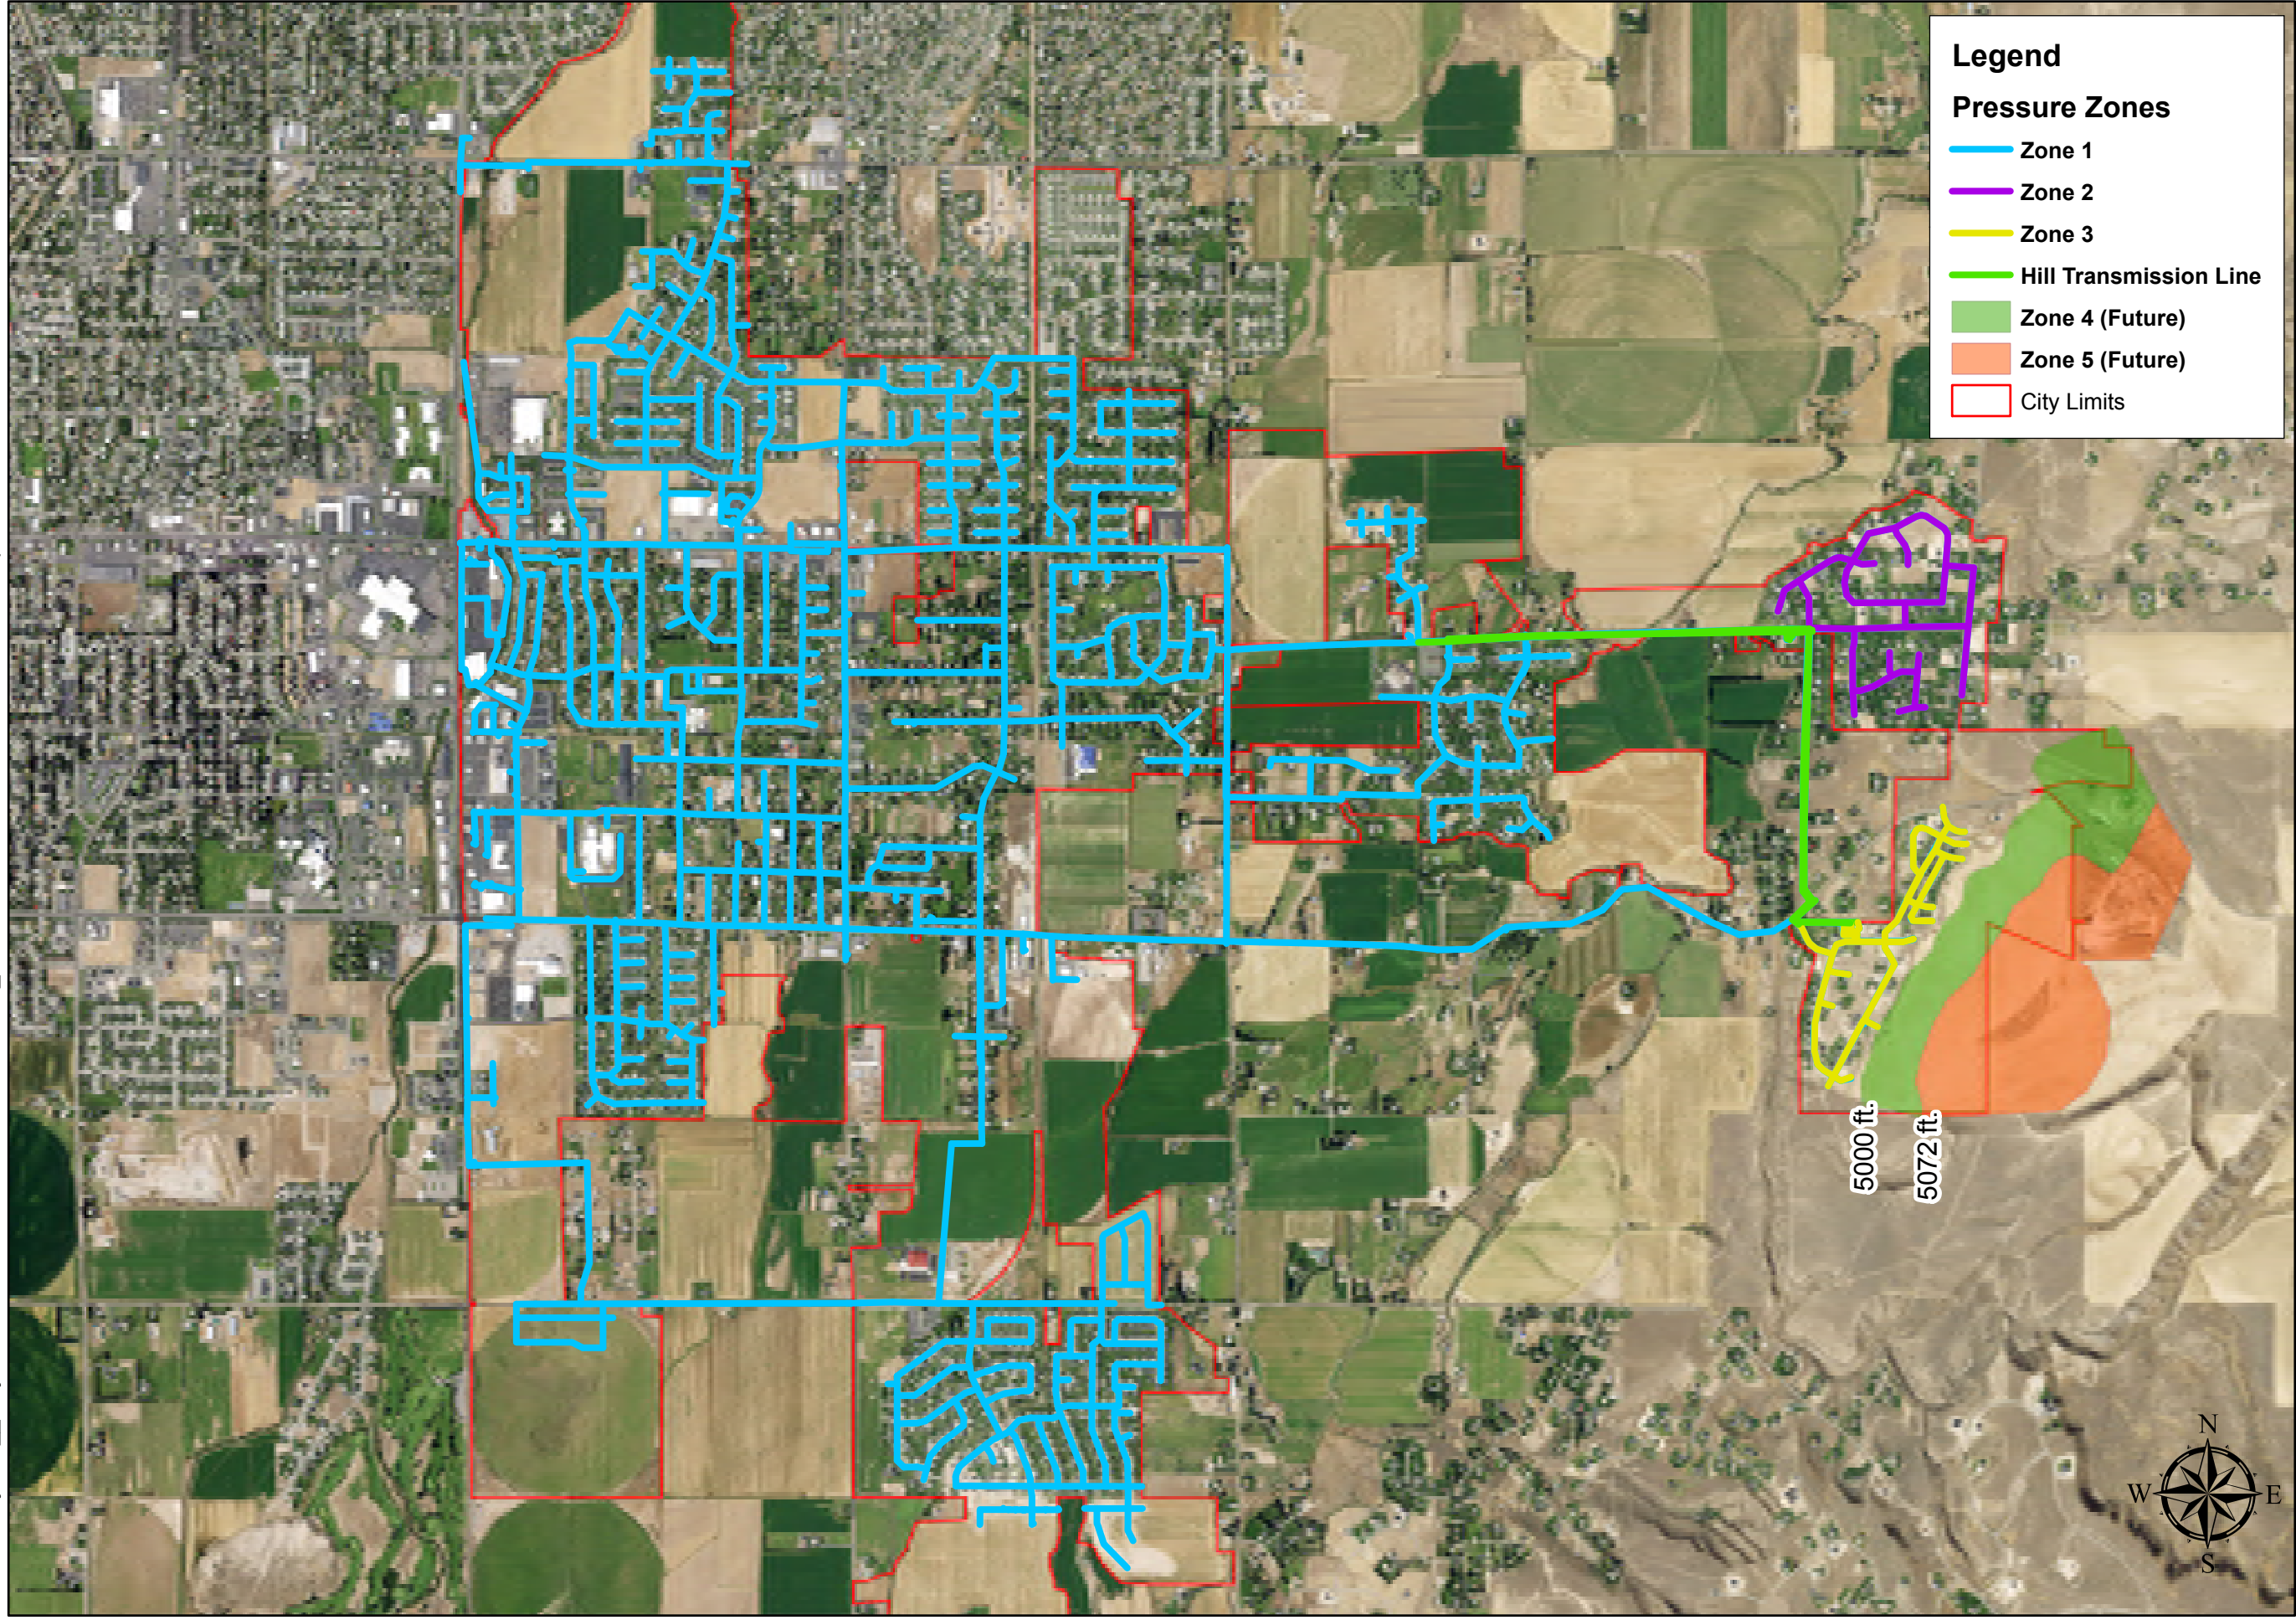 Legend
Pressure Zones
Zone 1
Zone 2
Zone 3
Hill Transmission Line
Zone 4 (Future)
Zone 5 (Future)
City Limits
5000 ft.
5072 ft.
N
W E
S